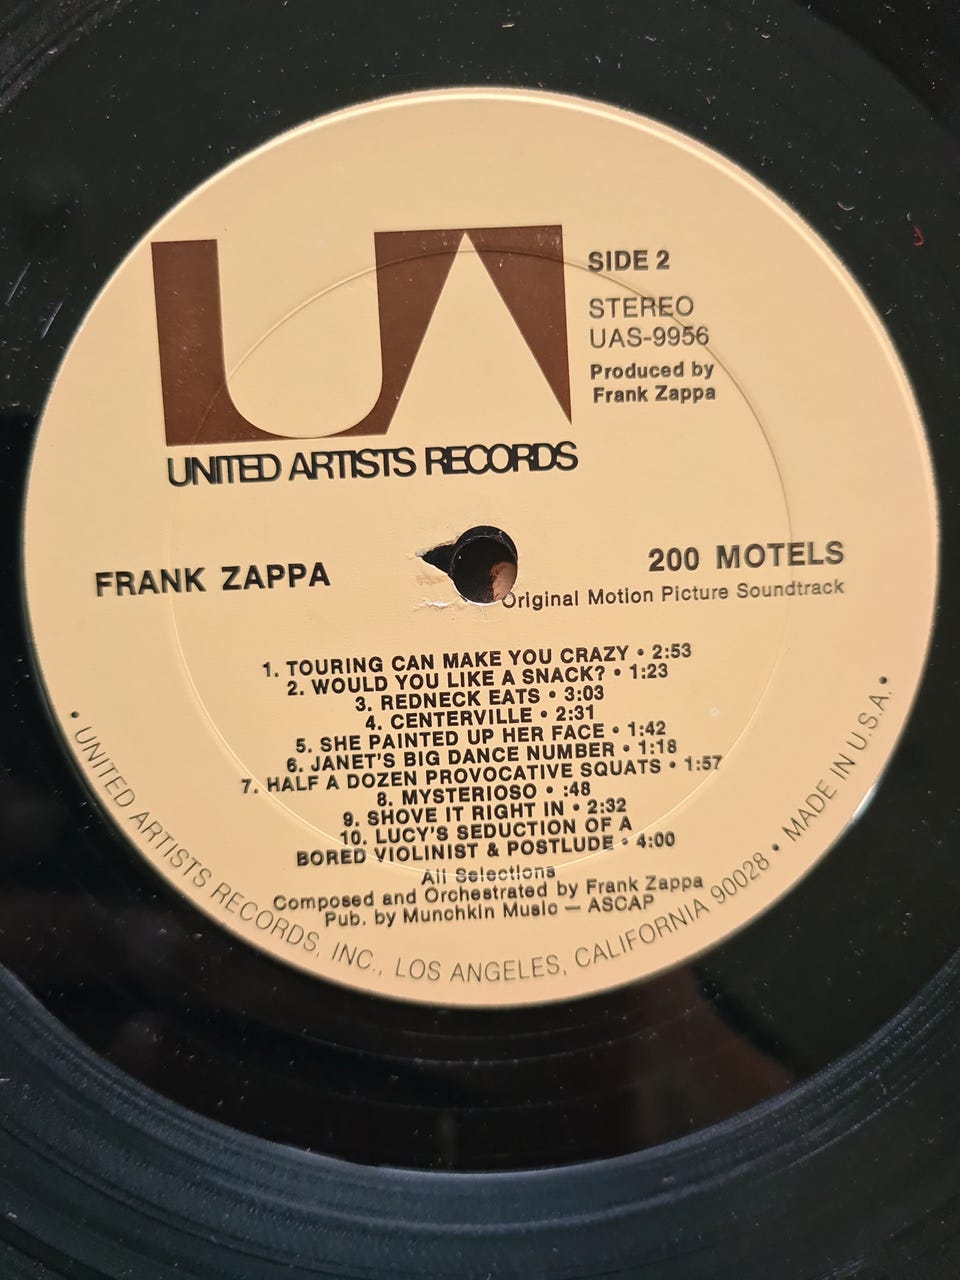 UA
UNITED ARTISTS RECORDS
SIDE 2
STEREO
UAS-9956
Produced by
Frank Zappa
FRANK ZAPPA
200 MOTELS
Original Motion Picture Soundtrack
1. TOURING CAN MAKE YOU CRAZY • 2:53
2. WOULD YOU LIKE A SNACK? • 1:23
3. REDNECK EATS • 3:03
4. CENTERVILLE • 2:31
5. SHE PAINTED UP HER FACE • 1:42
6. JANET'S BIG DANCE NUMBER • 1:18
7. HALF A DOZEN PROVOCATIVE SQUATS • 1:57
8. MYSTERIOSO • :48
9. SHOVE IT RIGHT IN • 2:32
10. LUCY'S SEDUCTION OF A
BORED VIOLINIST & POSTLUDE • 4:00
All Selections
Composed and Orchestrated by Frank Zappa
Pub. by Munchkin Music — ASCAP
• UNITED ARTISTS RECORDS, INC., LOS ANGELES, CALIFORNIA 90028 • MADE IN U.S.A. •